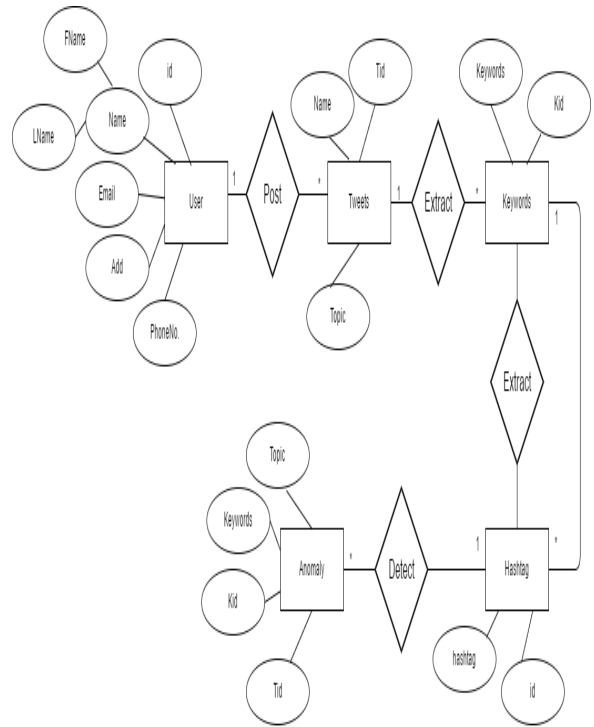 FName
id
Tid
Keywords
Name
Kid
LName
Name
Email
User
1
Post
*
Tweets
1
Extract
*
Keywords
1
Add
PhoneNo.
Topic
Extract
Topic
Keywords
Anomaly
*
Detect
1
Hashtag
*
Kid
hashtag
Tid
id